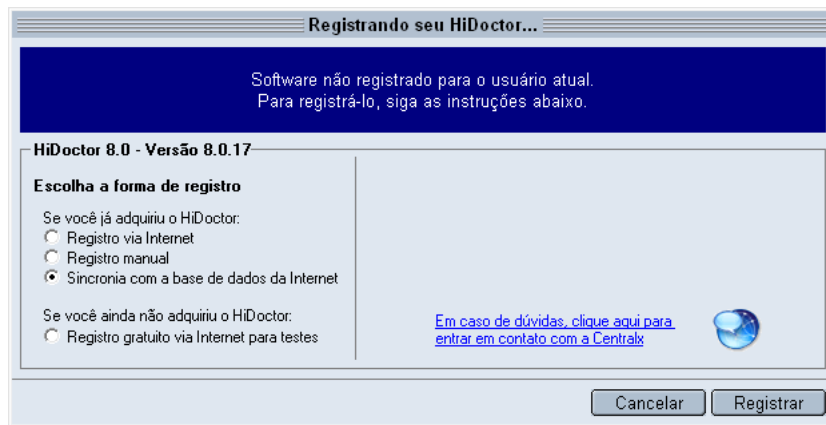 Registrando seu HiDoctor...
Software não registrado para o usuário atual.
Para registrá-lo, siga as instruções abaixo.
HiDoctor 8.0 - Versão 8.0.17
Escolha a forma de registro
Se você já adquiriu o HiDoctor:
Registro via Internet
Registro manual
Sincronia com a base de dados da Internet
Se você ainda não adquiriu o HiDoctor:
Registro gratuito via Internet para testes
Em caso de dúvidas, clique aqui para
entrar em contato com a Centralx
Cancelar
Registrar